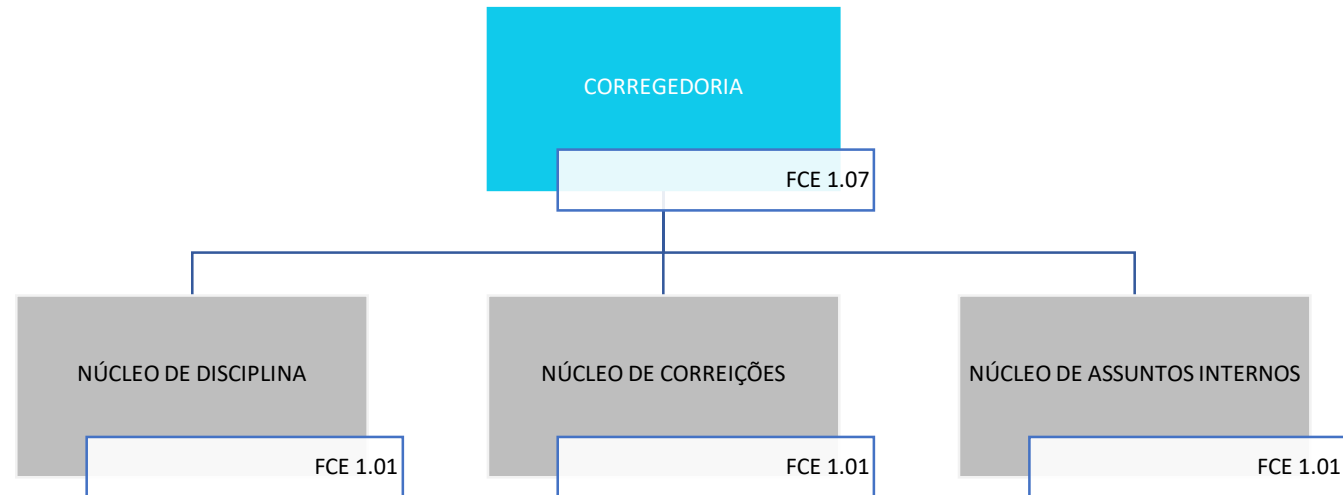 CORREGEDORIA
FCE 1.07
NÚCLEO DE DISCIPLINA
FCE 1.01
NÚCLEO DE CORREIÇÕES
FCE 1.01
NÚCLEO DE ASSUNTOS INTERNOS
FCE 1.01